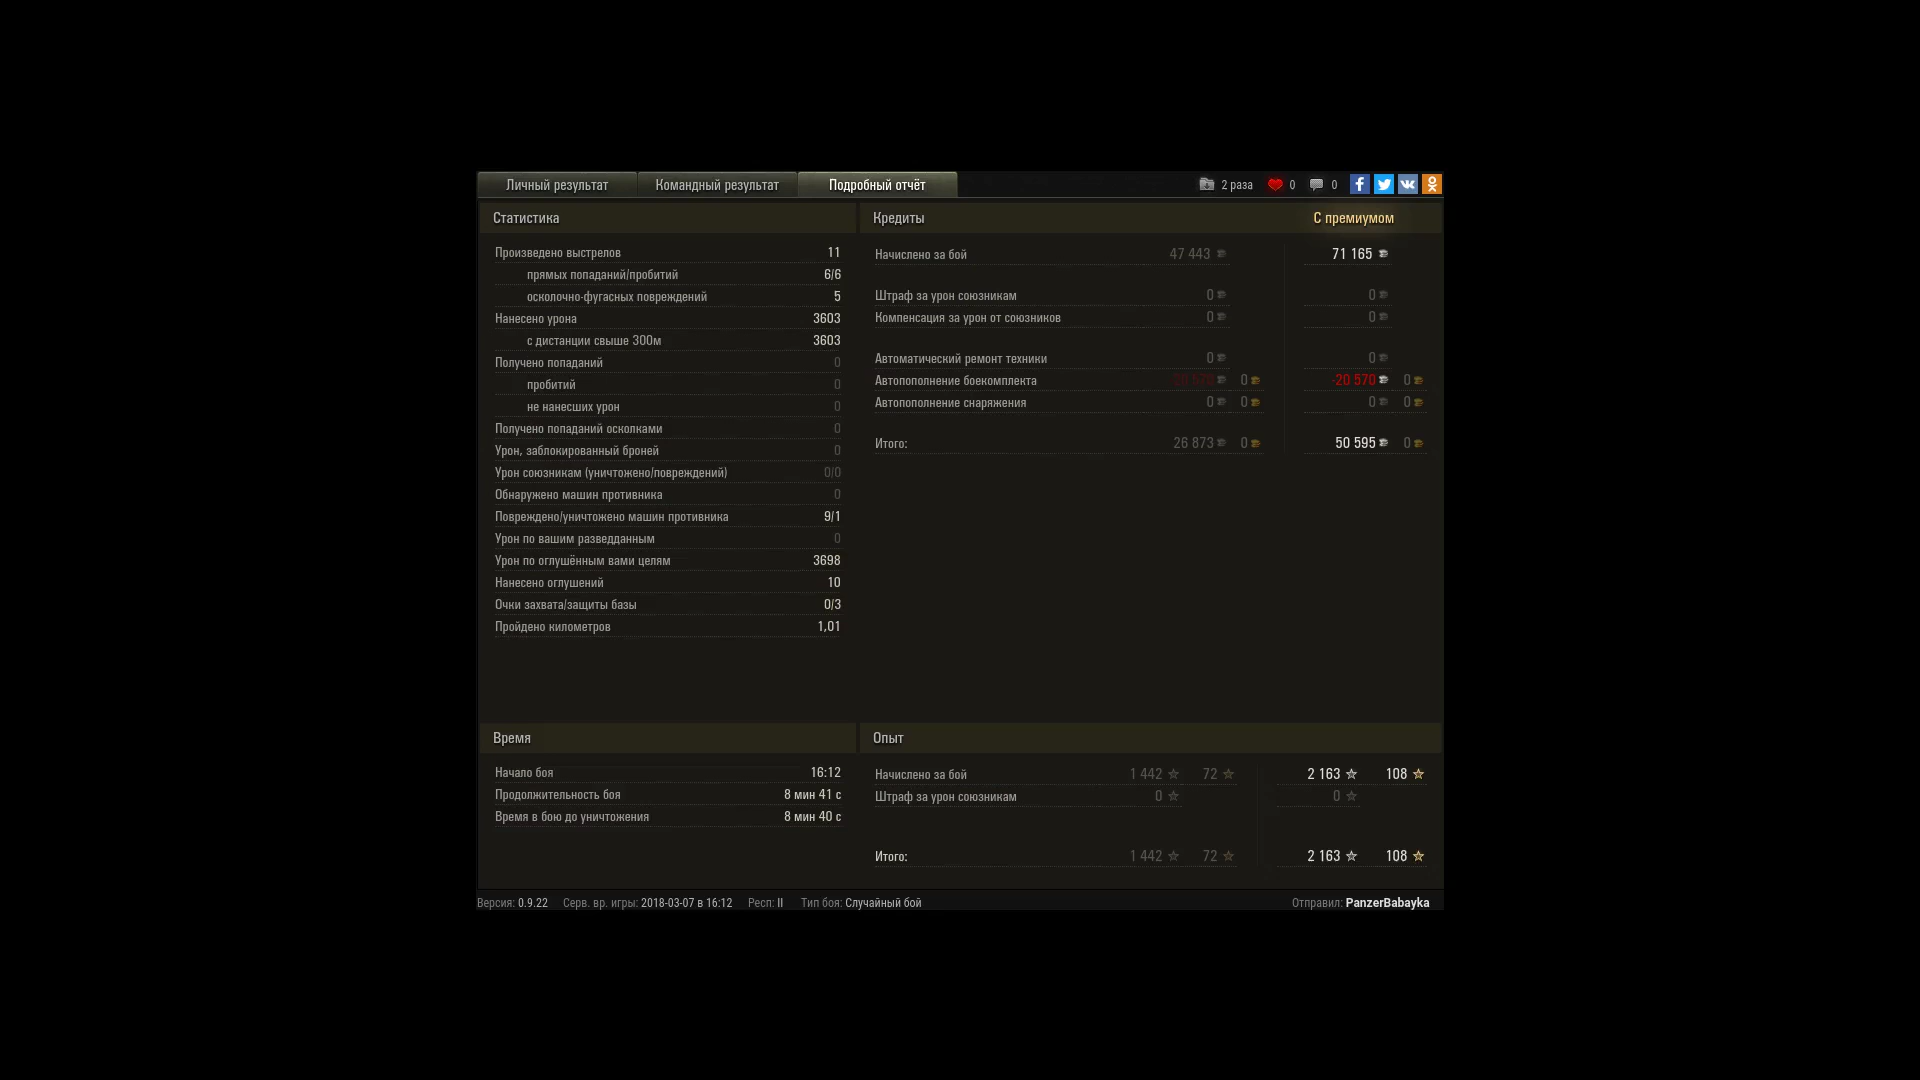 Личный результат Командный результат Подробный отчёт 2 раза 0 0
Статистика
Произведено выстрелов 11
прямых попаданий/пробитий 6/6
осколочно-фугасных повреждений 5
Нанесено урона 3603
с дистанции свыше 300м 3603
Получено попаданий 0
пробитий 0
не нанесших урон 0
Получено попаданий осколками 0
Урон, заблокированный броней 0
Урон союзникам (уничтожено/повреждений) 0/0
Обнаружено машин противника 0
Повреждено/уничтожено машин противника 9/1
Урон по вашим разведданным 0
Урон по оглушённым вами целям 3698
Нанесено оглушений 10
Очки захвата/защиты базы 0/3
Пройдено километров 1,01
Кредиты С премиумом
Начислено за бой 47 443 71 165
Штраф за урон союзникам 0 0
Компенсация за урон от союзников 0 0
Автоматический ремонт техники 0 0
Автопополнение боекомплекта 0 -20 570 0
Автопополнение снаряжения 0 0 0 0
Итого: 26 873 0 50 595 0
Время
Начало боя 16:12
Продолжительность боя 8 мин 41 с
Время в бою до уничтожения 8 мин 40 с
Опыт
Начислено за бой 1 442 72 2 163 108
Штраф за урон союзникам 0 0
Итого: 1 442 72 2 163 108
Версия: 0.9.22 Серв. вр. игры: 2018-03-07 в 16:12 Респ: II Тип боя: Случайный бой Отправил: PanzerBabayka